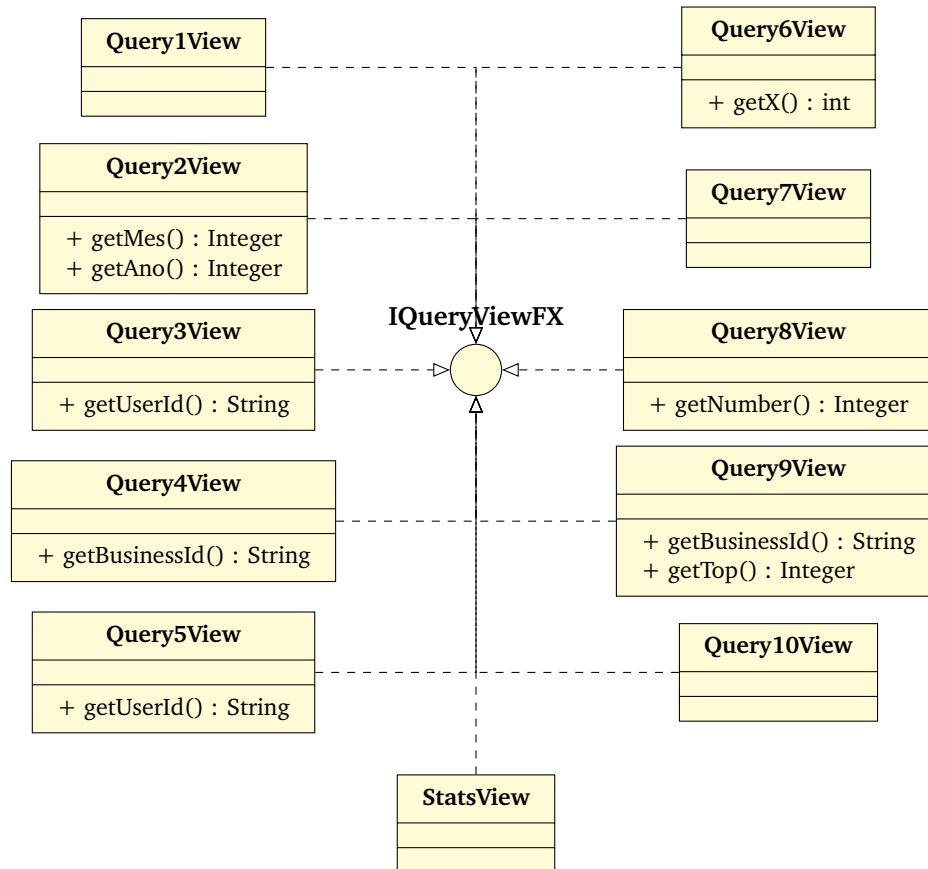 Query1View
Query6View
+ getX() : int
Query2View
+ getMes() : Integer
+ getAno() : Integer
Query7View
IQueryViewFX
Query3View
+ getUserId() : String
Query8View
+ getNumber() : Integer
Query4View
+ getBusinessId() : String
Query9View
+ getBusinessId() : String
+ getTop() : Integer
Query5View
+ getUserId() : String
Query10View
StatsView